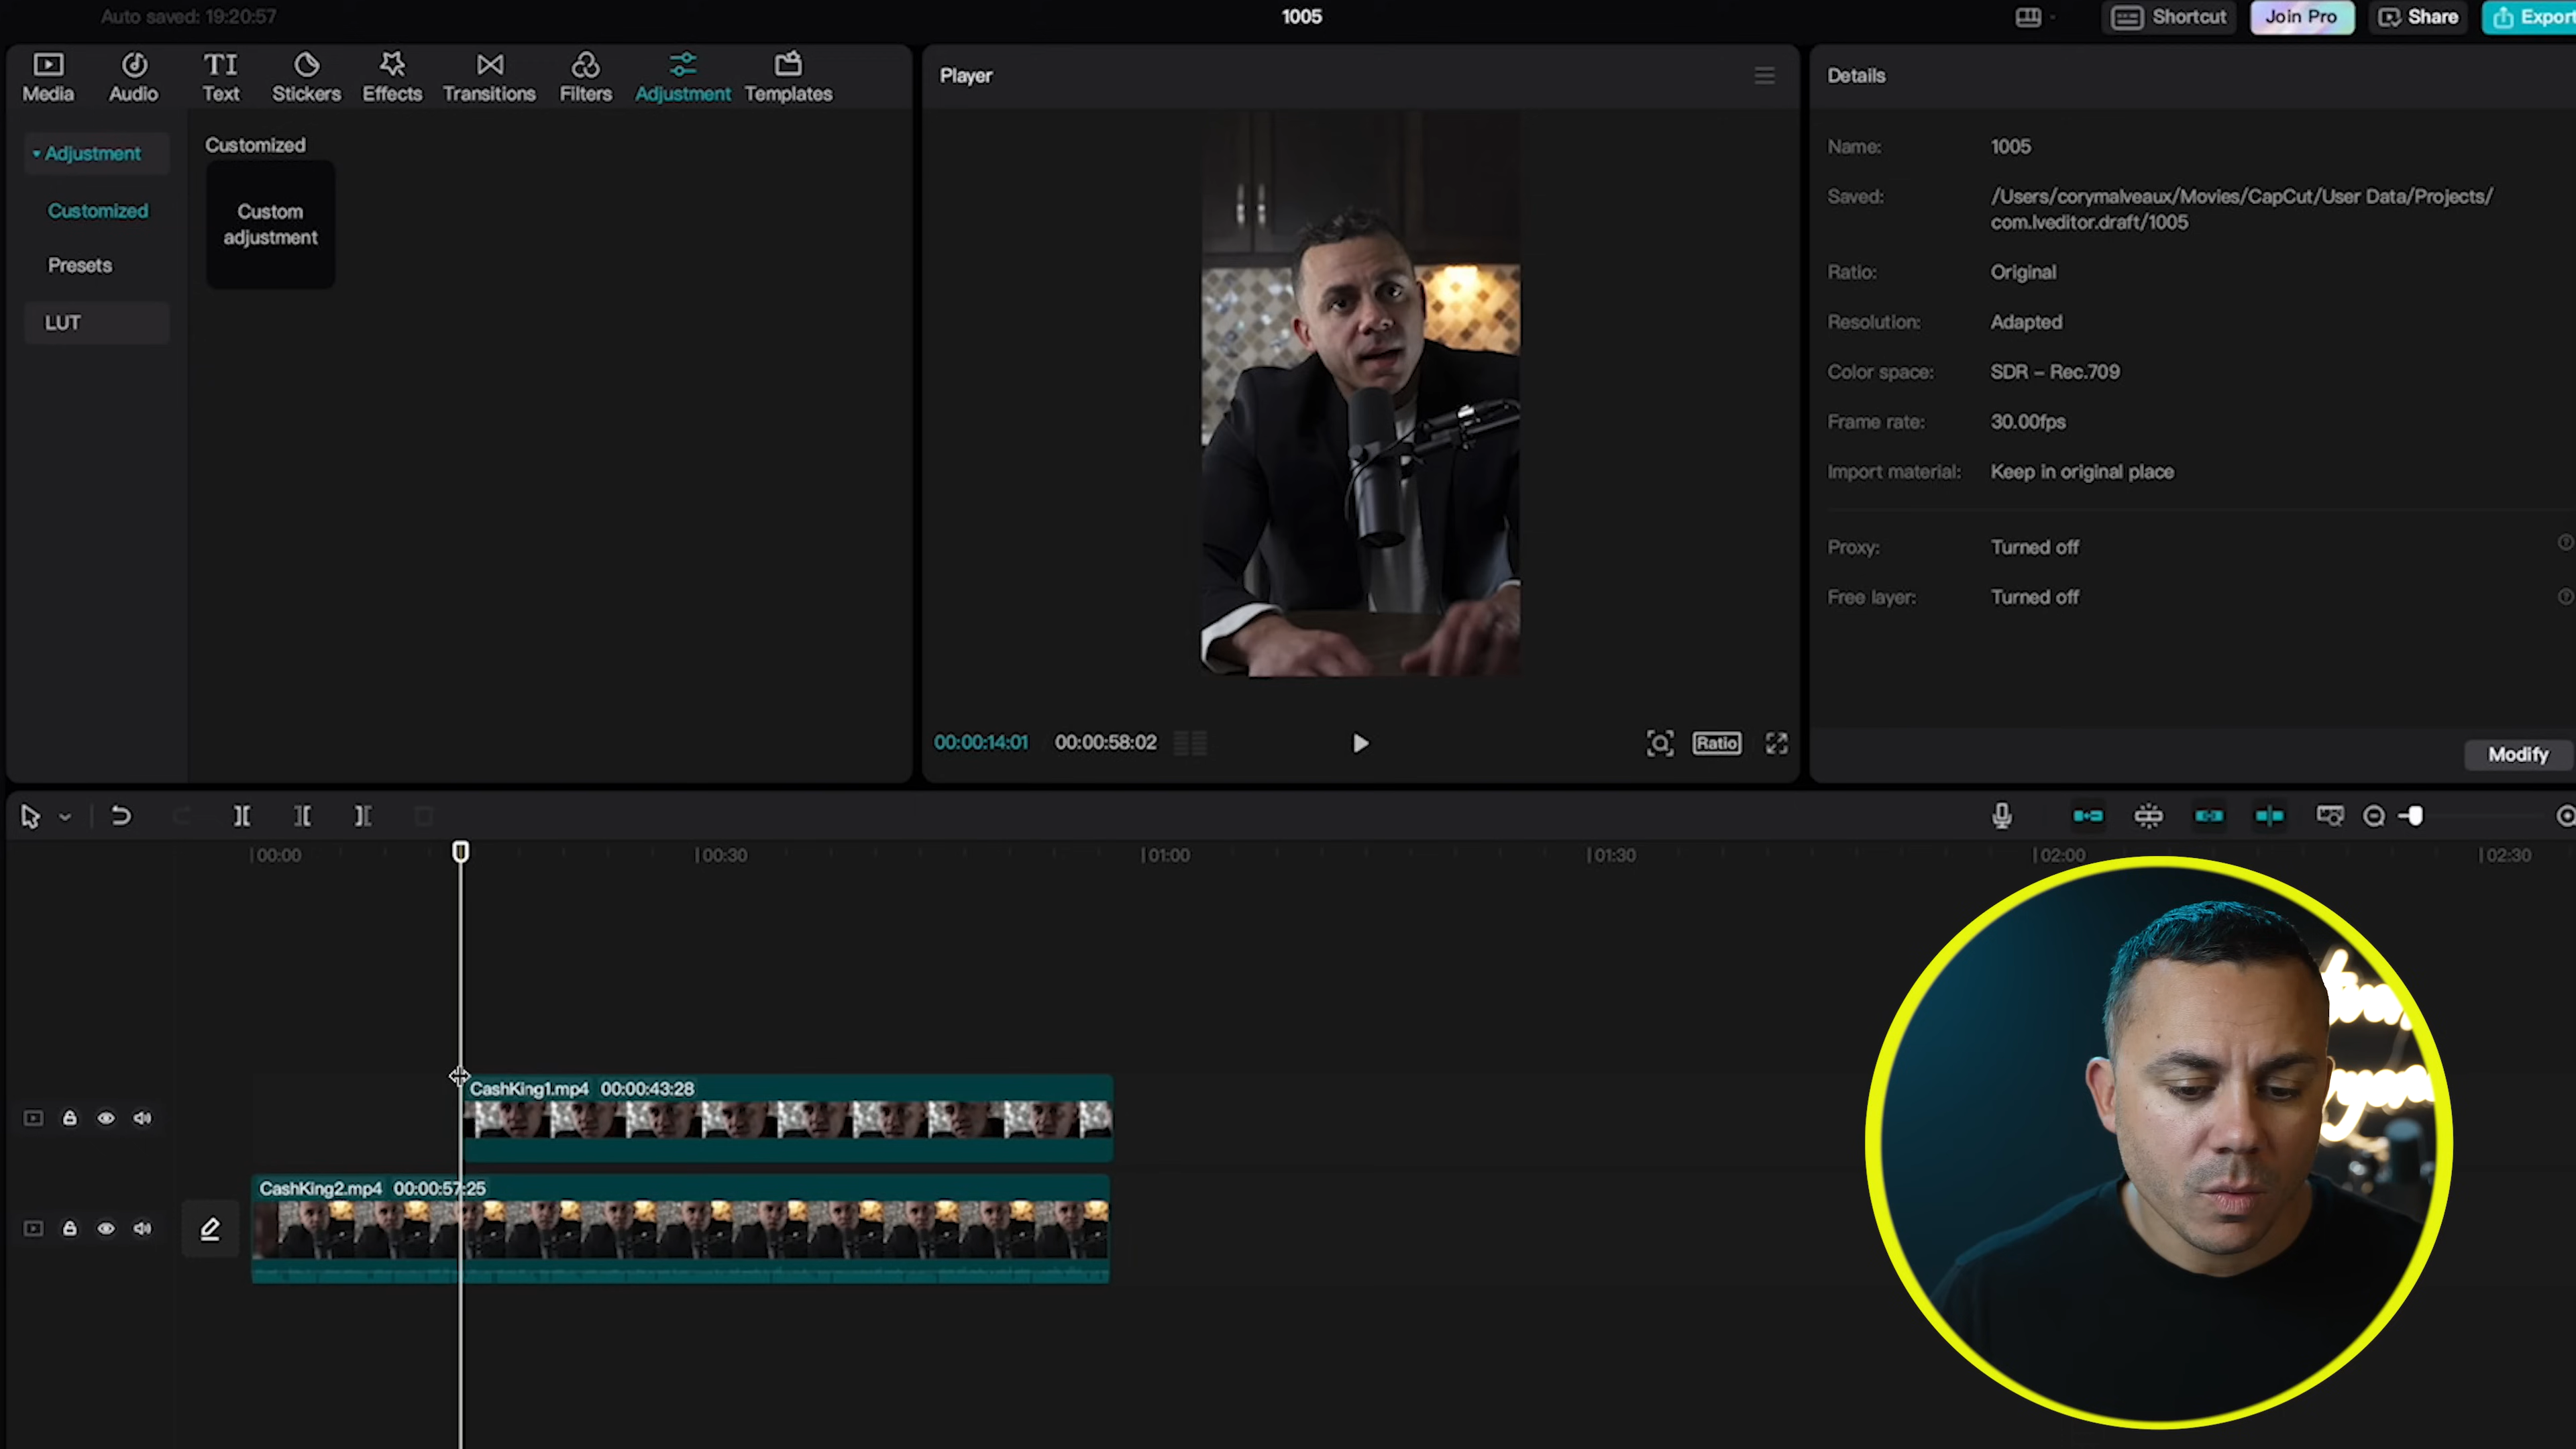 Auto saved: 19:20:57
1005
Shortcut
Join Pro
Share
Export
Media
Audio
TI
Text
Stickers
Effects
Transitions
Filters
Adjustment
Templates
Adjustment
Customized
Presets
LUT
Customized
Custom
adjustment
Player
00:00:14:01
00:00:58:02
Ratio
Details
Name: 1005
Saved: /Users/corymalveaux/Movies/CapCut/User Data/Projects/
com.lveditor.draft/1005
Ratio: Original
Resolution: Adapted
Color space: SDR – Rec.709
Frame rate: 30.00fps
Import material: Keep in original place
Proxy: Turned off
Free layer: Turned off
Modify
00:00
00:30
01:00
01:30
02:00
02:30
CashKing1.mp4 00:00:43:28
CashKing2.mp4 00:00:57:25